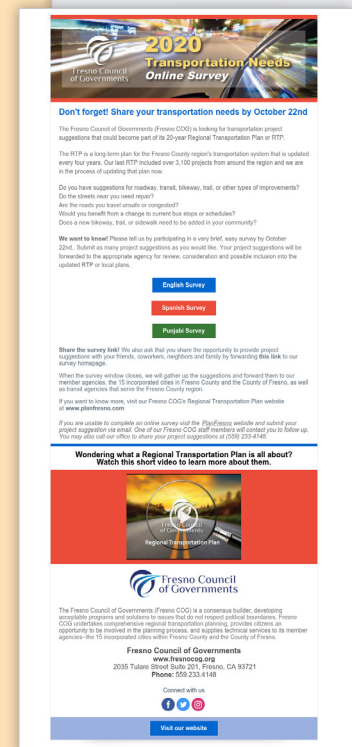 2020
Transportation Needs
Online Survey
Fresno Council
of Governments
Don't forget! Share your transportation needs by October 22nd
The Fresno Council of Governments (Fresno COG) is looking for transportation project
suggestions that could become part of its 20-year Regional Transportation Plan or RTP.
The RTP is a long-term plan for the Fresno County region's transportation system that is updated
every four years. Our last RTP included over 3,100 projects from around the region and we are
in the process of updating that plan now.
Do you have suggestions for roadway, transit, bikeway, trail, or other types of improvements?
Do the streets near you need repair?
Are the roads you travel unsafe or congested?
Would you benefit from a change to current bus stops or schedules?
Does a new bikeway, trail, or sidewalk need to be added in your community?
We want to know! Please tell us by participating in a very brief, easy survey by October
22nd.. Submit as many project suggestions as you would like. Your project suggestions will be
forwarded to the appropriate agency for review, consideration and possible inclusion into the
updated RTP or local plans.
English Survey
Spanish Survey
Punjabi Survey
Share the survey link! We also ask that you share the opportunity to provide project
suggestions with your friends, coworkers, neighbors and family by forwarding this link to our
survey homepage.
When the survey window closes, we will gather up the suggestions and forward them to our
member agencies, the 15 incorporated cities in Fresno County and the County of Fresno, as well
as transit agencies that serve the Fresno County region.
If you want to know more, visit our Fresno COG's Regional Transportation Plan website
at www.planfresno.com
If you are unable to complete an online survey visit the PlanFresno website and submit your
project suggestion via email. One of our Fresno COG staff members will contact you to follow up.
You may also call our office to share your project suggestions at (559) 233-4148.
Wondering what a Regional Transportation Plan is all about?
Watch this short video to learn more about them.
Fresno Council
of Governments
Regional Transportation Plan
Fresno Council
of Governments
The Fresno Council of Governments (Fresno COG) is a consensus builder, developing
acceptable programs and solutions to issues that do not respect political boundaries. Fresno
COG undertakes comprehensive regional transportation planning, provides citizens an
opportunity to be involved in the planning process, and supplies technical services to its member
agencies--the 15 incorporated cities within Fresno County and the County of Fresno.
Fresno Council of Governments
www.fresnocog.org
2035 Tulare Street Suite 201, Fresno, CA 93721
Phone: 559.233.4148
Connect with us
Visit our website